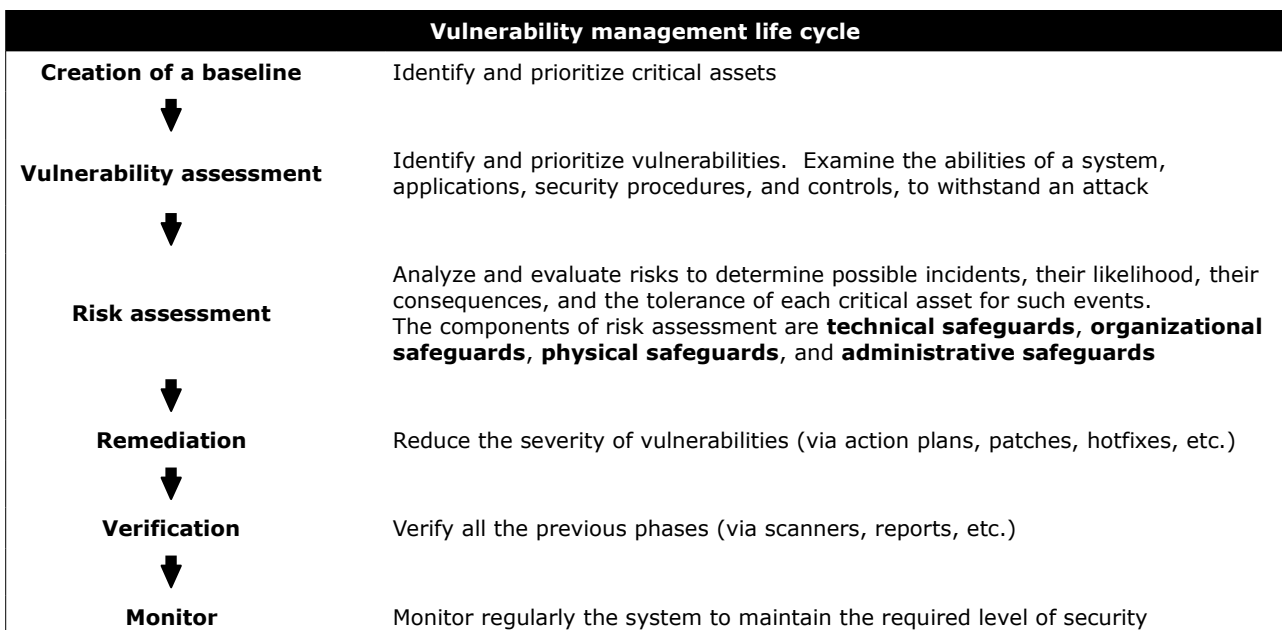 Vulnerability management life cycle
Creation of a baseline
Identify and prioritize critical assets
Vulnerability assessment
Identify and prioritize vulnerabilities.  Examine the abilities of a system,
applications, security procedures, and controls, to withstand an attack
Risk assessment
Analyze and evaluate risks to determine possible incidents, their likelihood, their
consequences, and the tolerance of each critical asset for such events.
The components of risk assessment are technical safeguards, organizational
safeguards, physical safeguards, and administrative safeguards
Remediation
Reduce the severity of vulnerabilities (via action plans, patches, hotfixes, etc.)
Verification
Verify all the previous phases (via scanners, reports, etc.)
Monitor
Monitor regularly the system to maintain the required level of security